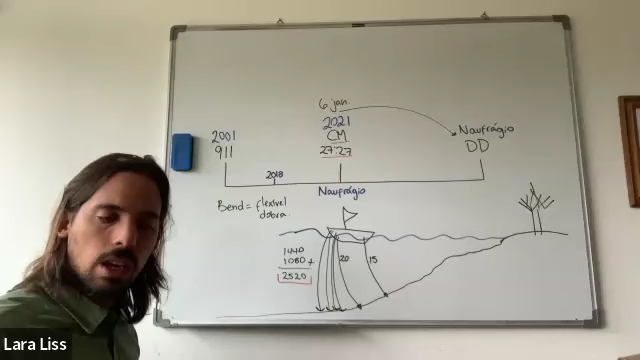 6 jan.
2001
911
2021
CM
27:27
Naufrágio
DD
2018
Naufrágio
Bend = flexível
dobra.
1440
1080 +
2520
20
15
Lara Liss